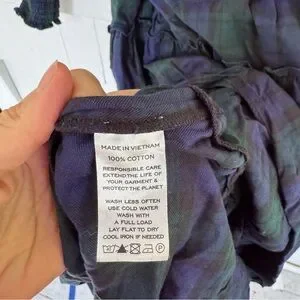 MADE IN VIETNAM
100% COTTON
RESPONSIBLE CARE
EXTEND THE LIFE OF
YOUR GARMENT &
PROTECT THE PLANET
WASH LESS OFTEN
USE COLD WATER
WASH WITH
A FULL LOAD
LAY FLAT TO DRY
COOL IRON IF NEEDED